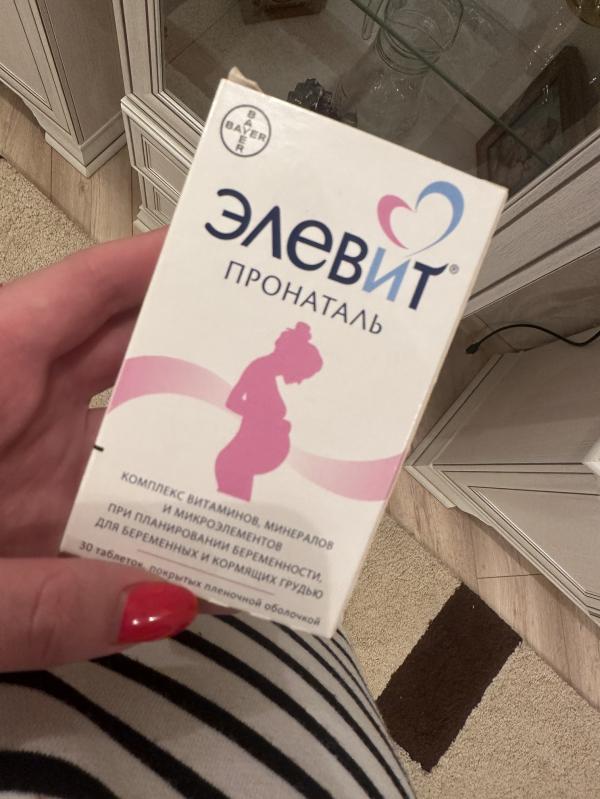 BAYER
BAYER
ЭЛЕВИТ®
ПРОНАТАЛЬ
КОМПЛЕКС ВИТАМИНОВ, МИНЕРАЛОВ
И МИКРОЭЛЕМЕНТОВ
ПРИ ПЛАНИРОВАНИИ БЕРЕМЕННОСТИ,
ДЛЯ БЕРЕМЕННЫХ И КОРМЯЩИХ ГРУДЬЮ
30 таблеток, покрытых пленочной оболочкой